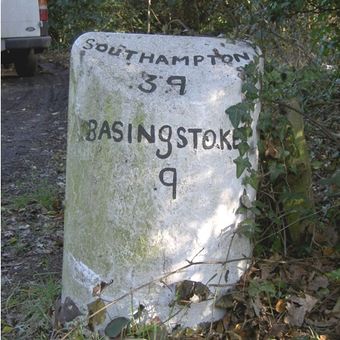 SOUTHAMPTON
.39
BASINgSTOKE
.9